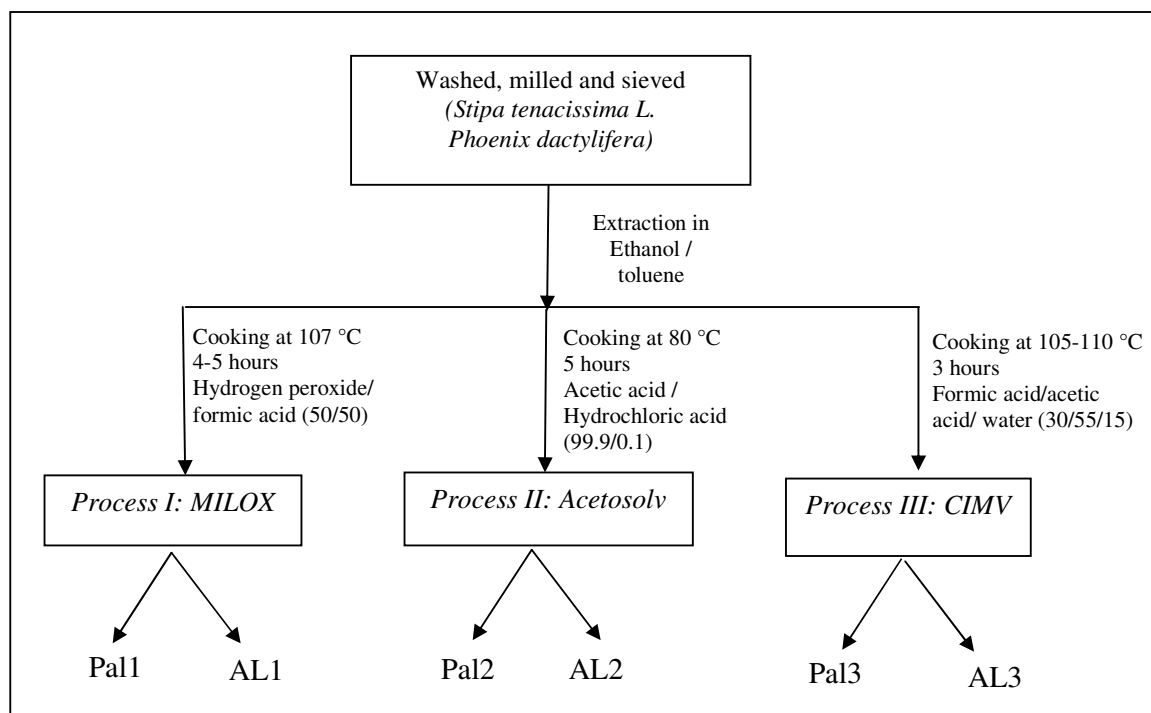 Washed, milled and sieved
(Stipa tenacissima L.
Phoenix dactylifera)
Extraction in
Ethanol /
toluene
Cooking at 107 °C
4-5 hours
Hydrogen peroxide/
formic acid (50/50)
Cooking at 80 °C
5 hours
Acetic acid /
Hydrochloric acid
(99.9/0.1)
Cooking at 105-110 °C
3 hours
Formic acid/acetic
acid/ water (30/55/15)
Process I: MILOX
Process II: Acetosolv
Process III: CIMV
Pal1
AL1
Pal2
AL2
Pal3
AL3